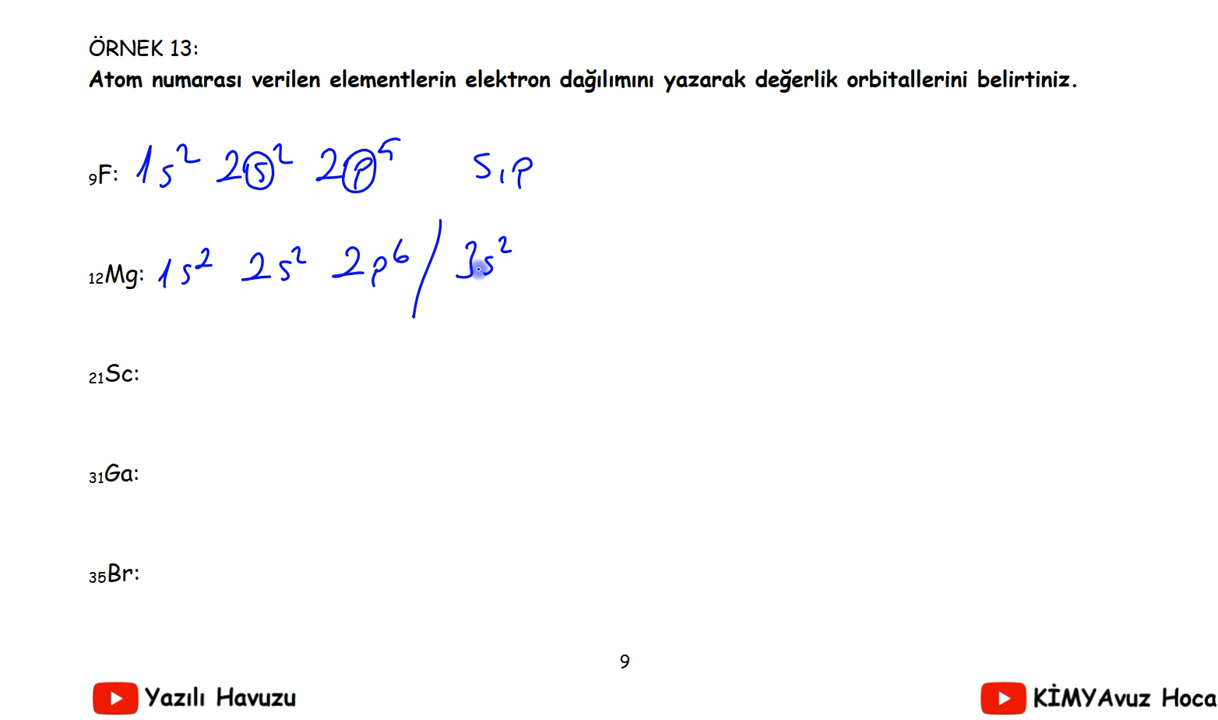 ÖRNEK 13:
Atom numarası verilen elementlerin elektron dağılımını yazarak değerlik orbitallerini belirtiniz.
₉F: 1s² 2s² 2p⁵ s, p
₁₂Mg: 1s² 2s² 2p⁶ / 3s²
₂₁Sc:
₃₁Ga:
₃₅Br:
9
Yazılı Havuzu
KİMYAvuz Hoca